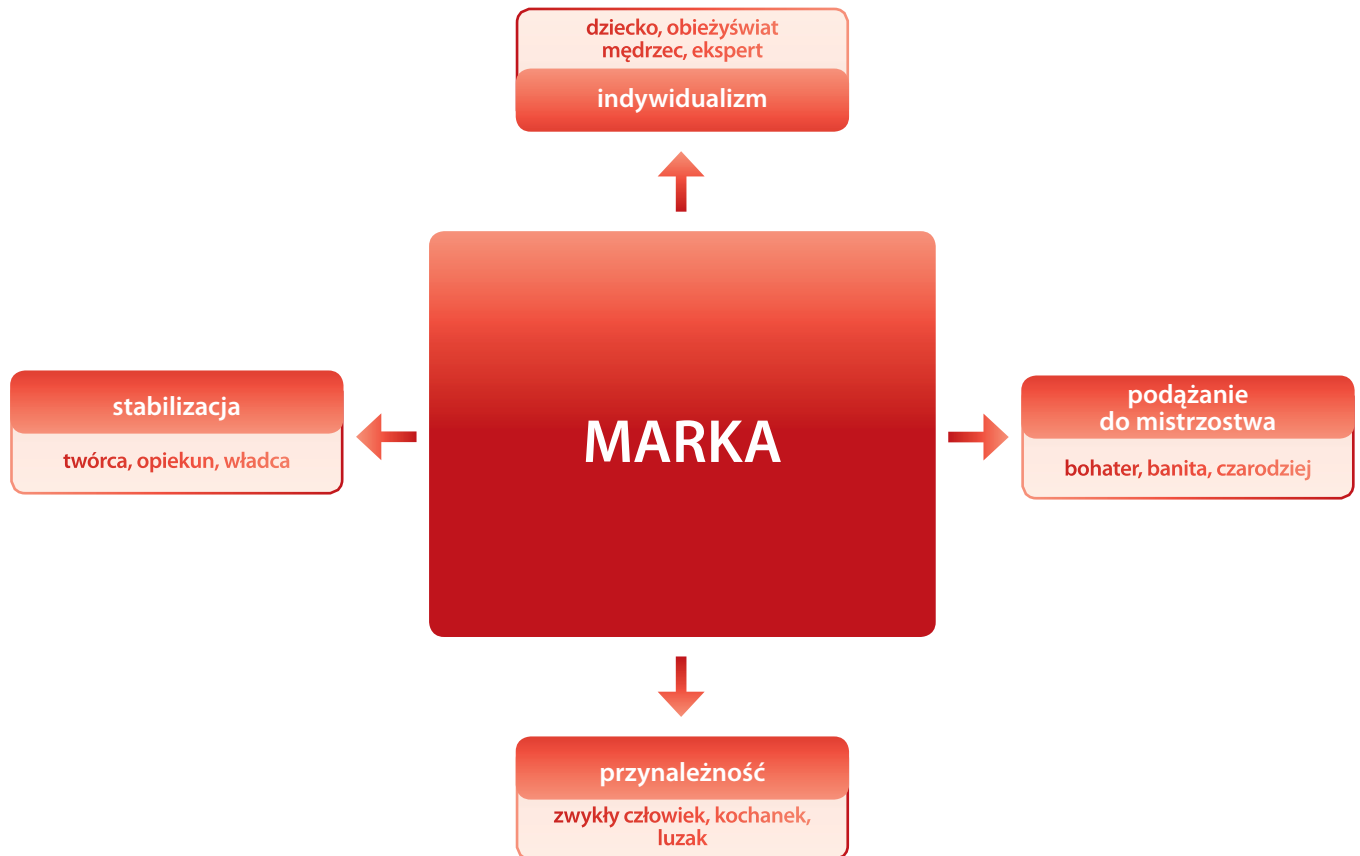 dziecko, obieżyświat
mędrzec, ekspert
indywidualizm
stabilizacja
twórca, opiekun, władca
MARKA
podążanie
do mistrzostwa
bohater, banita, czarodziej
przynależność
zwykły człowiek, kochanek,
luzak